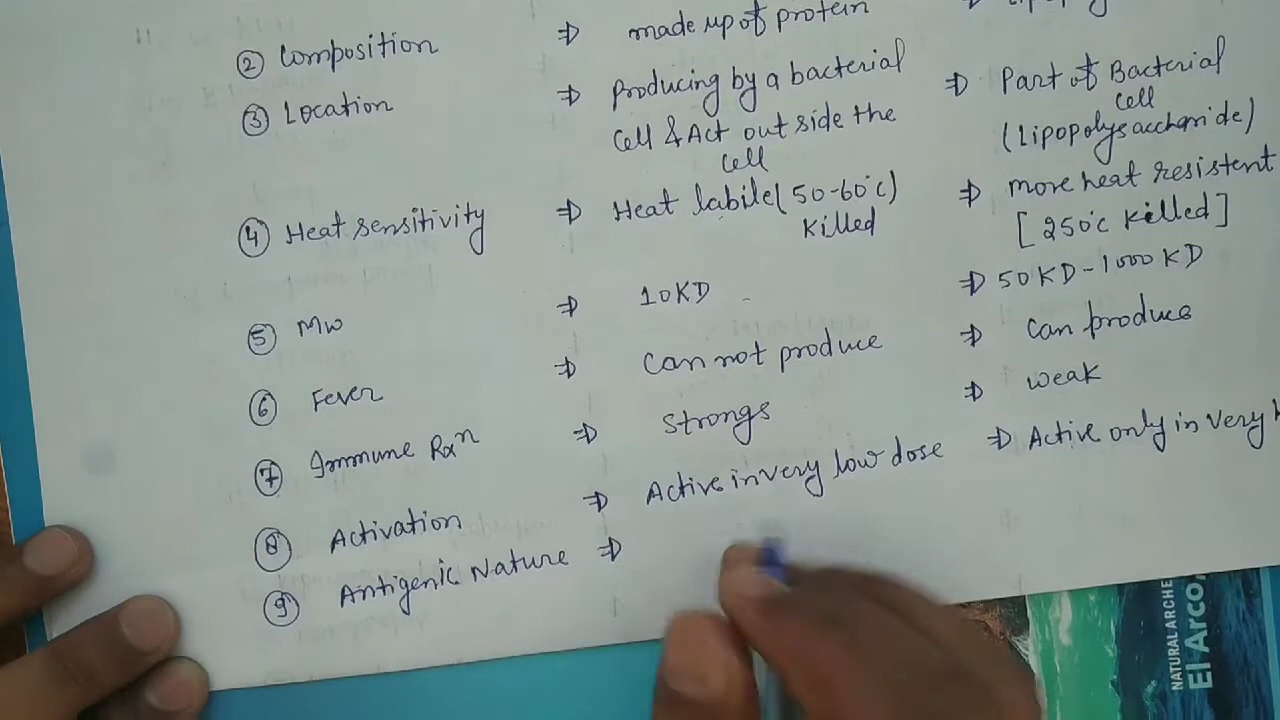 ② Composition ⇒ made up of protein ⇒
③ Location ⇒ Producing by a bacterial ⇒ Part of Bacterial
cell & Act out side the cell
cell (Lipopolysaccharide)
④ Heat sensitivity ⇒ Heat labile (50-60°C) ⇒ more heat resistent
killed [250°C killed]
⑤ MW ⇒ 10KD ⇒ 50KD-1000KD
⑥ Fever ⇒ Can not produce ⇒ Can produce
⑦ Immune Rxⁿ ⇒ Strongs ⇒ weak
⑧ Activation ⇒ Active in very low dose ⇒ Active only in very
⑨ Antigenic Nature ⇒
NATURAL ARCHE
El Arco,